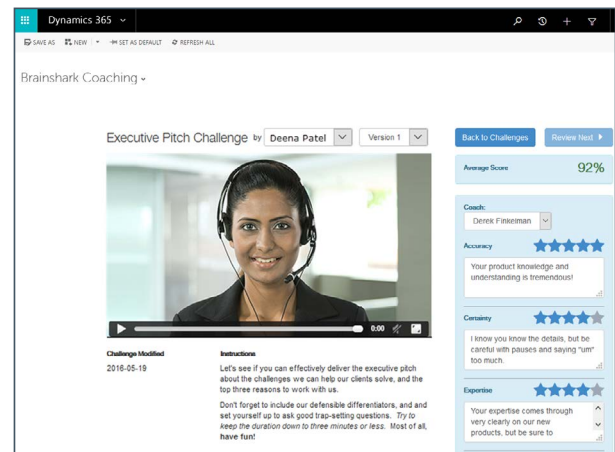 Dynamics 365
SAVE AS NEW SET AS DEFAULT REFRESH ALL
Brainshark Coaching
Executive Pitch Challenge by Deena Patel Version 1
Back to Challenges Review Next
Average Score 92%
Coach:
Derek Finkelman
Accuracy
Your product knowledge and
understanding is tremendous!
Certainty
I know you know the details, but be
careful with pauses and saying "um"
too much.
Expertise
Your expertise comes through
very clearly on our new
products, but be sure to
0:00
Challenge Modified
2016-05-19
Instructions
Let's see if you can effectively deliver the executive pitch
about the challenges we can help our clients solve, and the
top three reasons to work with us.
Don't forget to include our defensible differentiators, and and
set yourself up to ask good trap-setting questions. Try to
keep the duration down to three minutes or less. Most of all,
have fun!